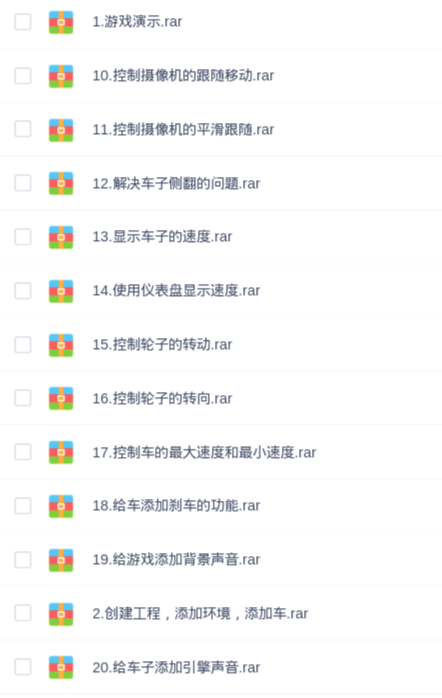 1.游戏演示.rar
10.控制摄像机的跟随移动.rar
11.控制摄像机的平滑跟随.rar
12.解决车子侧翻的问题.rar
13.显示车子的速度.rar
14.使用仪表盘显示速度.rar
15.控制轮子的转动.rar
16.控制轮子的转向.rar
17.控制车的最大速度和最小速度.rar
18.给车添加刹车的功能.rar
19.给游戏添加背景声音.rar
2.创建工程，添加环境，添加车.rar
20.给车子添加引擎声音.rar